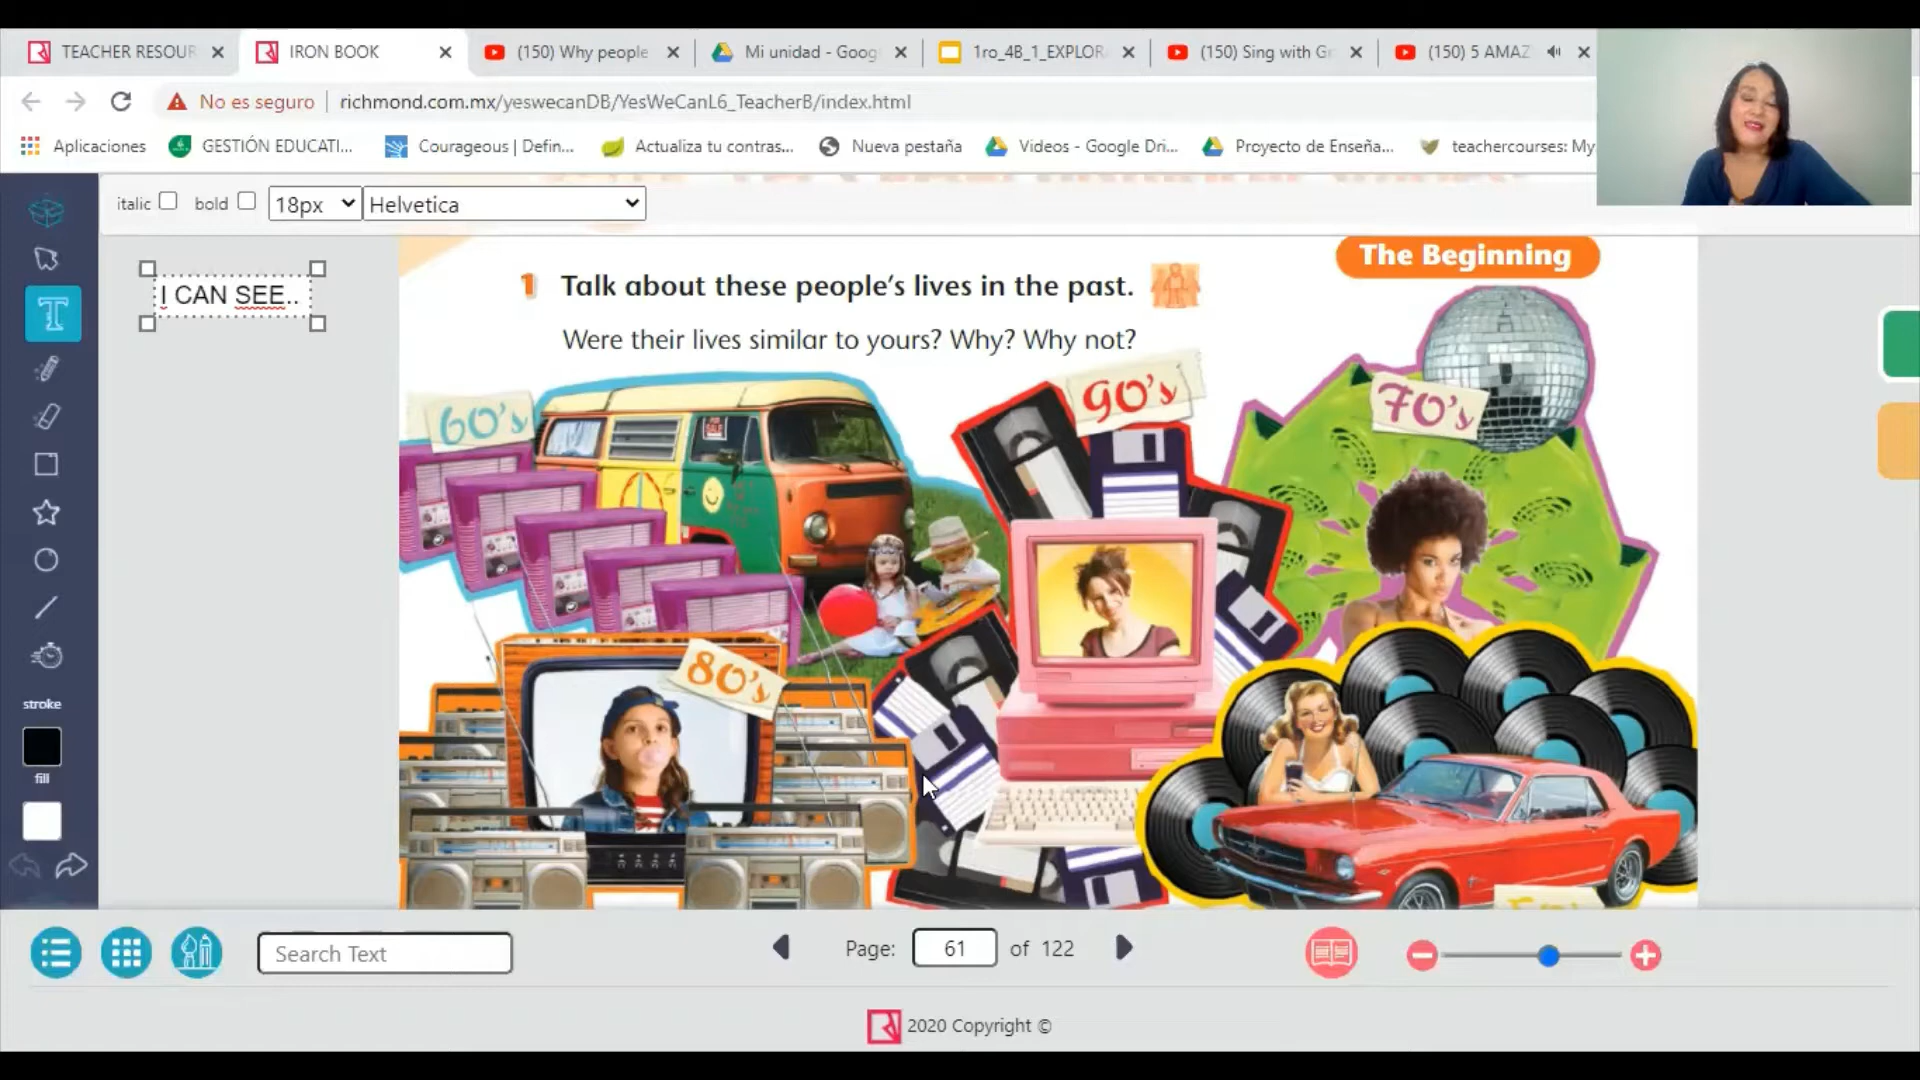 TEACHER RESOUR
IRON BOOK
(150) Why people
Mi unidad - Goog
1ro_4B_1_EXPLOR
(150) Sing with Gr
(150) 5 AMAZ
No es seguro
richmond.com.mx/yeswecanDB/YesWeCanL6_TeacherB/index.html
Aplicaciones
GESTIÓN EDUCATI...
Courageous | Defin...
Actualiza tu contras...
Nueva pestaña
Videos - Google Dri...
Proyecto de Enseña...
teachercourses: My
italic
bold
18px
Helvetica
I CAN SEE..
The Beginning
1 Talk about these people's lives in the past.
Were their lives similar to yours? Why? Why not?
60's
90's
70's
FOR SALE
80's
stroke
fill
Search Text
Page: 61 of 122
2020 Copyright ©